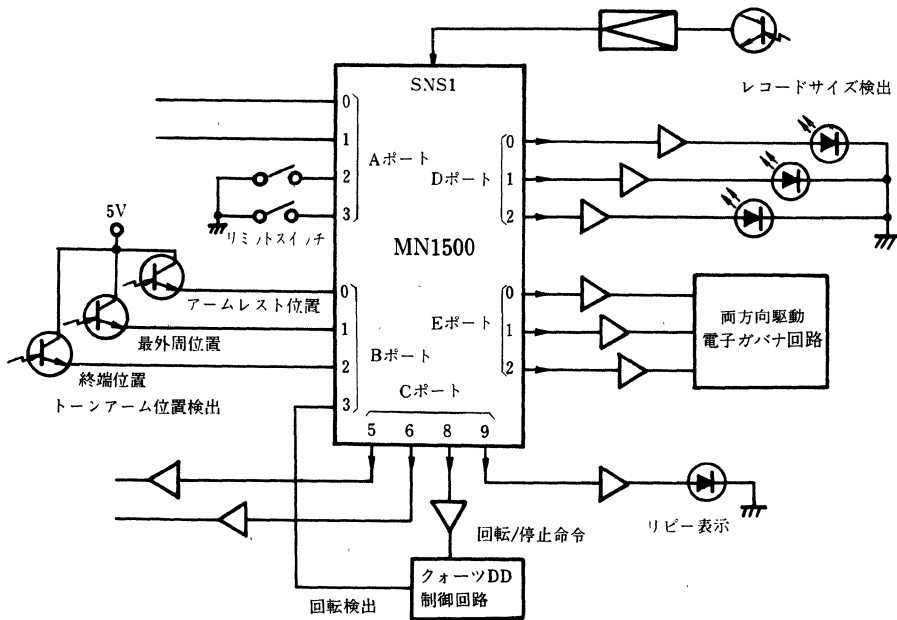 SNS1
レコードサイズ検出
0
1
2
3
Aポート
リミットスイッチ
MN1500
0
1
2
Dポート
5V
アームレスト位置
最外周位置
終端位置
トーンアーム位置検出
0
1
2
3
Bポート
0
1
2
Eポート
両方向駆動
電子ガバナ回路
Cポート
5 6 8 9
リピー表示
回転/停止命令
クォーツDD
制御回路
回転検出